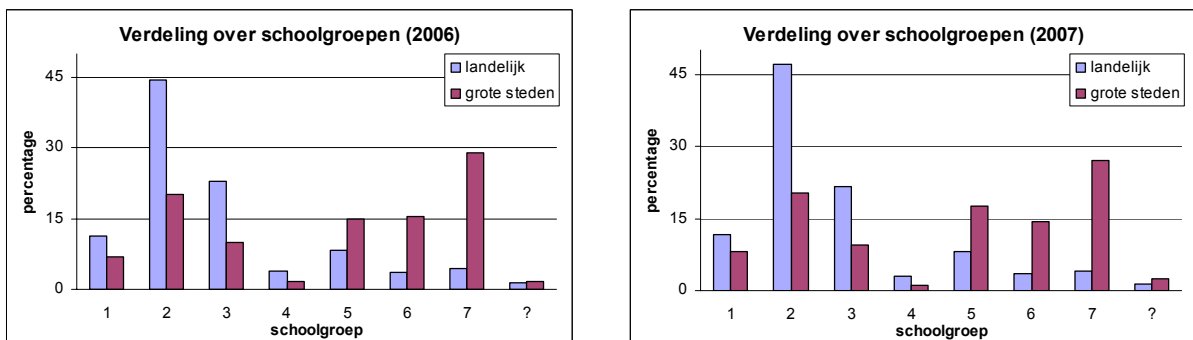 Verdeling over schoolgroepen (2006)
landelijk
grote steden
percentage
45
30
15
0
1 2 3 4 5 6 7 ?
schoolgroep
Verdeling over schoolgroepen (2007)
landelijk
grote steden
percentage
45
30
15
0
1 2 3 4 5 6 7 ?
schoolgroep